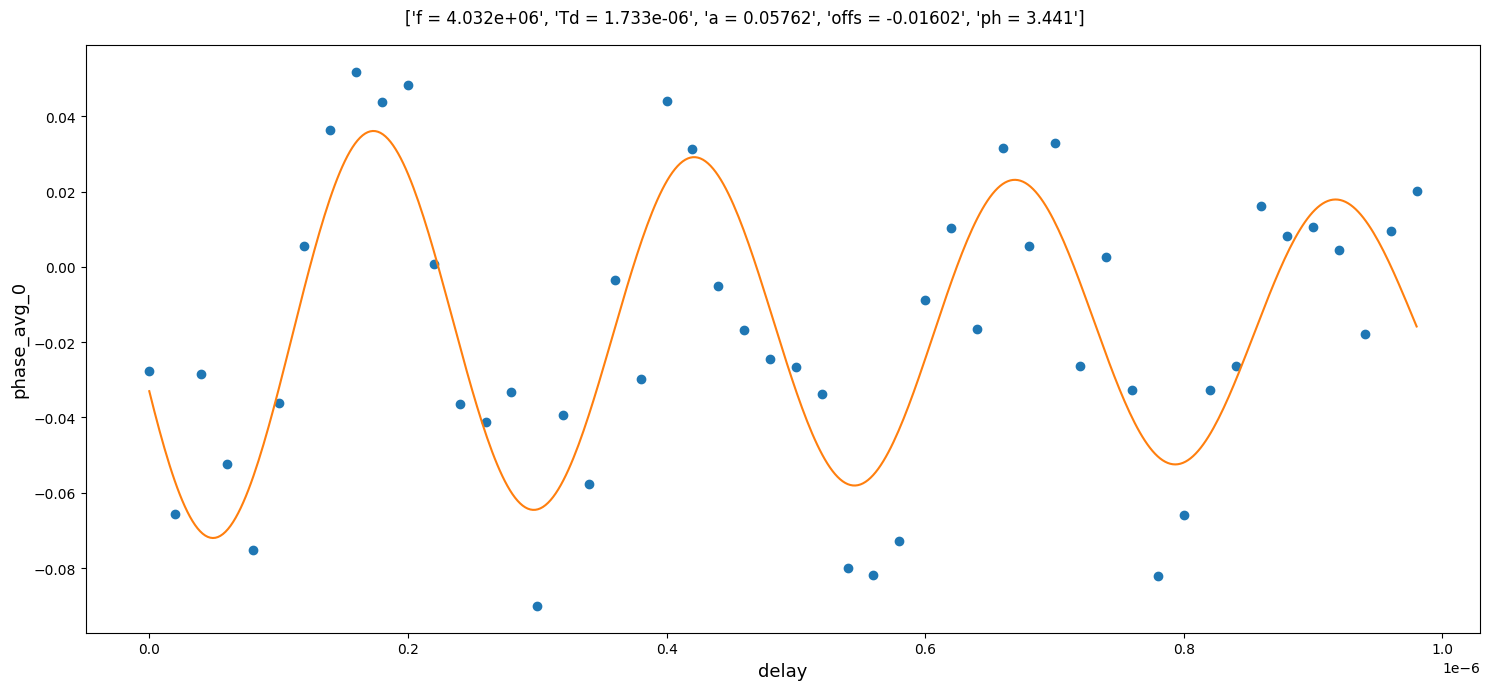 ['f = 4.032e+06', 'Td = 1.733e-06', 'a = 0.05762', 'offs = -0.01602', 'ph = 3.441']
phase_avg_0
0.04
0.02
0.00
−0.02
−0.04
−0.06
−0.08
0.0 0.2 0.4 0.6 0.8 1.0
1e−6
delay